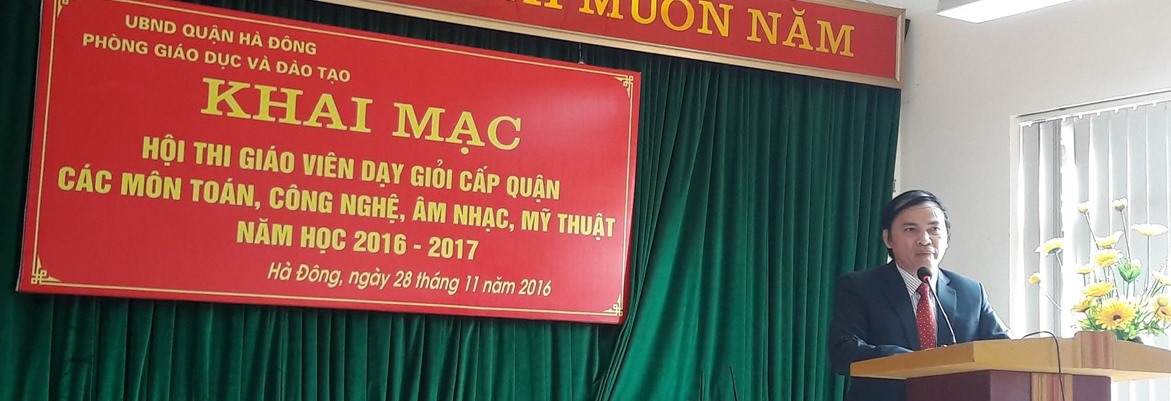 MUÔN NĂM
UBND QUẬN HÀ ĐÔNG
PHÒNG GIÁO DỤC VÀ ĐÀO TẠO
KHAI MẠC
HỘI THI GIÁO VIÊN DẠY GIỎI CẤP QUẬN
CÁC MÔN TOÁN, CÔNG NGHỆ, ÂM NHẠC, MỸ THUẬT
NĂM HỌC 2016 - 2017
Hà Đông, ngày 28 tháng 11 năm 2016